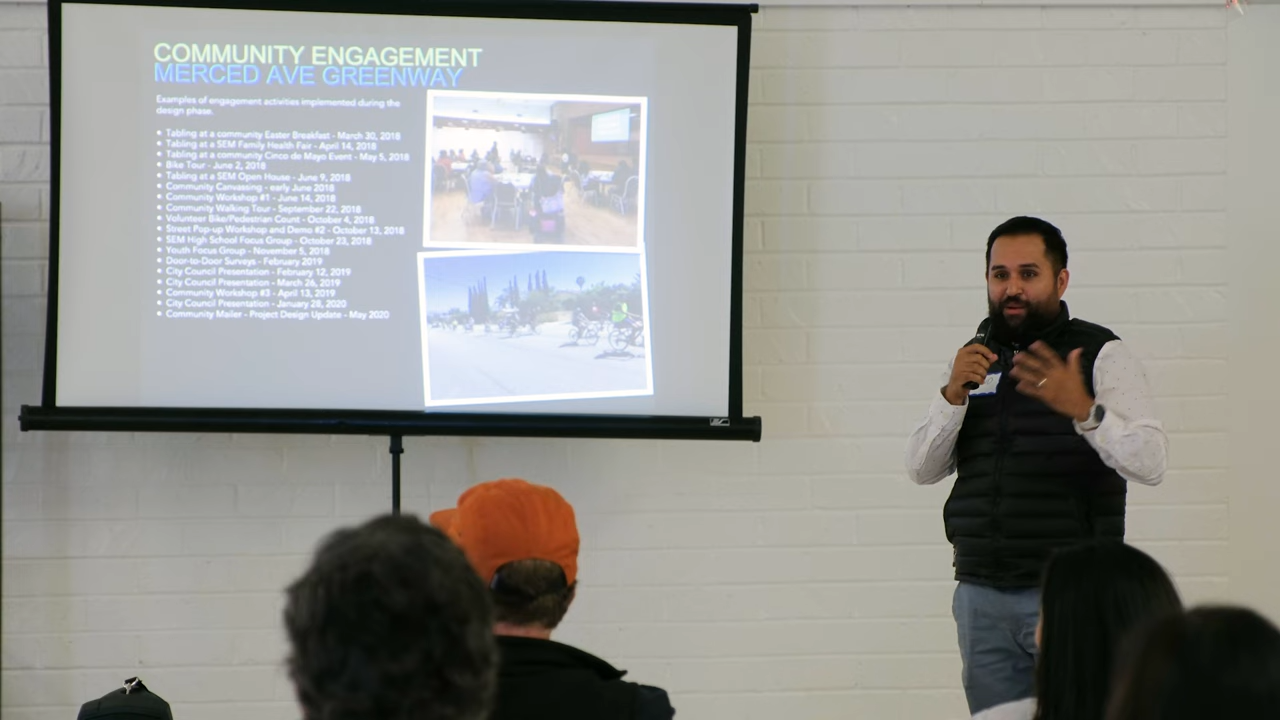 COMMUNITY ENGAGEMENT
MERCED AVE GREENWAY
Examples of engagement activities implemented during the
design phase.
• Tabling at a community Easter Breakfast - March 30, 2018
• Tabling at a SEM Family Health Fair - April 14, 2018
• Tabling at a community Cinco de Mayo Event - May 5, 2018
• Bike Tour - June 2, 2018
• Tabling at a SEM Open House - June 9, 2018
• Community Canvassing - early June 2018
• Community Workshop #1 - June 14, 2018
• Community Walking Tour - September 22, 2018
• Volunteer Bike/Pedestrian Count - October 4, 2018
• Street Pop-up Workshop and Demo #2 - October 13, 2018
• SEM High School Focus Group - October 23, 2018
• Youth Focus Group - November 5, 2018
• Door-to-Door Surveys - February 2019
• City Council Presentation - February 12, 2019
• City Council Presentation - March 26, 2019
• Community Workshop #3 - April 13, 2019
• City Council Presentation - January 28, 2020
• Community Mailer - Project Design Update - May 2020